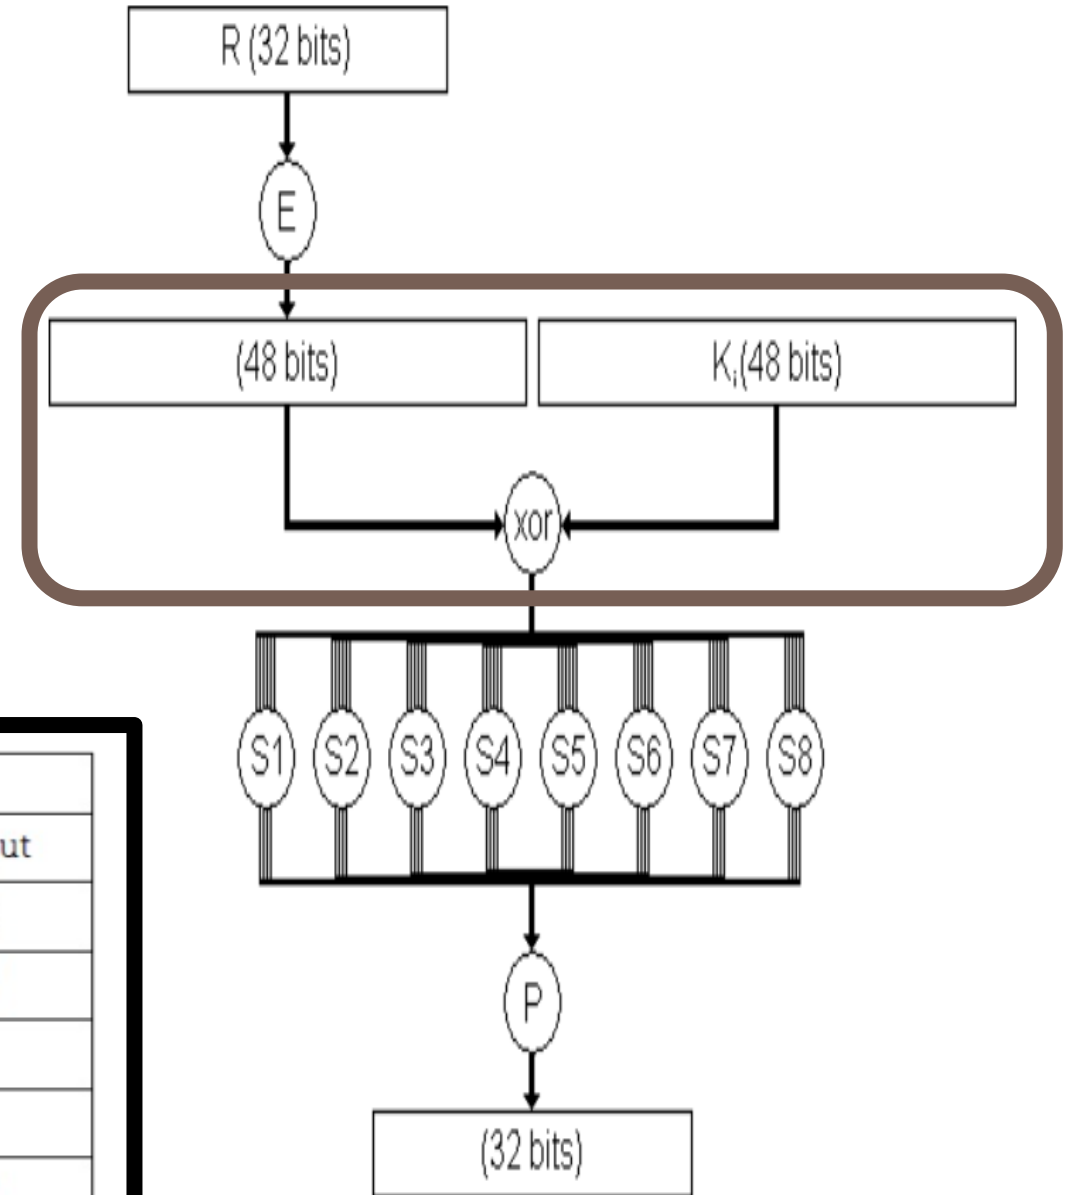 R (32 bits)
E
(48 bits)
Kᵢ(48 bits)
xor
S1 S2 S3 S4 S5 S6 S7 S8
ut
P
(32 bits)